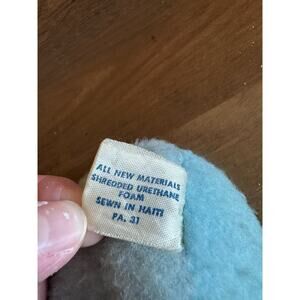 ALL NEW MATERIALS
SHREDDED URETHANE
FOAM
SEWN IN HAITI
PA. 31